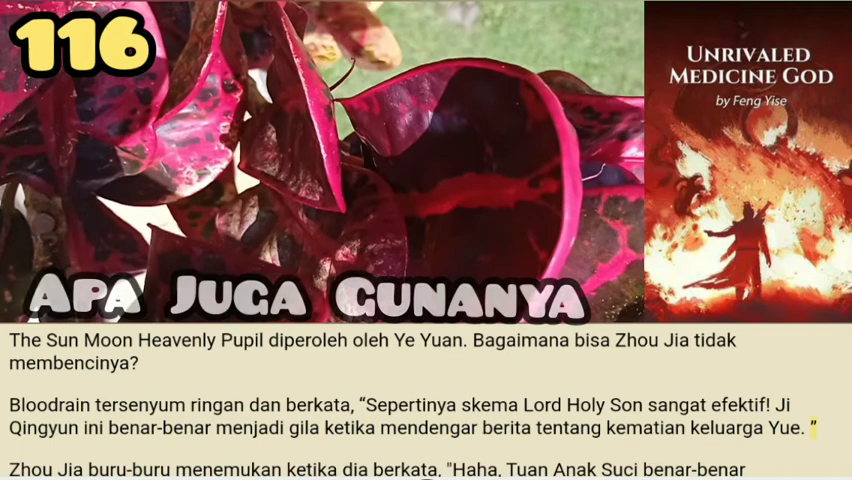 116
UNRIVALED
MEDICINE GOD
by Feng Yise
APA JUGA GUNANYA
The Sun Moon Heavenly Pupil diperoleh oleh Ye Yuan. Bagaimana bisa Zhou Jia tidak
membencinya?
Bloodrain tersenyum ringan dan berkata, “Sepertinya skema Lord Holy Son sangat efektif! Ji
Qingyun ini benar-benar menjadi gila ketika mendengar berita tentang kematian keluarga Yue. ”
Zhou Jia buru-buru menemukan ketika dia berkata, "Haha, Tuan Anak Suci benar-benar